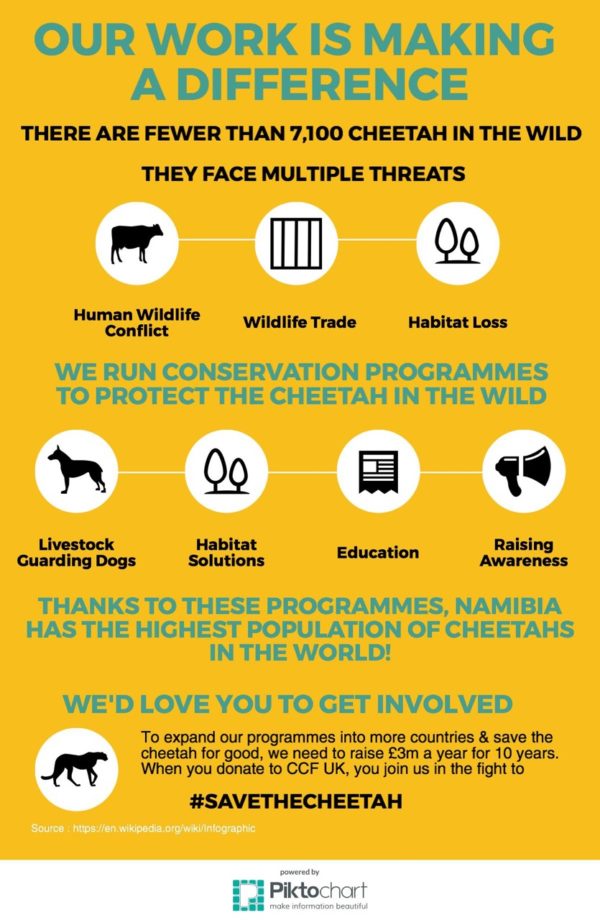 OUR WORK IS MAKING
A DIFFERENCE
THERE ARE FEWER THAN 7,100 CHEETAH IN THE WILD
THEY FACE MULTIPLE THREATS
Human Wildlife
Conflict
Wildlife Trade
Habitat Loss
WE RUN CONSERVATION PROGRAMMES
TO PROTECT THE CHEETAH IN THE WILD
Livestock
Guarding Dogs
Habitat
Solutions
Education
Raising
Awareness
THANKS TO THESE PROGRAMMES, NAMIBIA
HAS THE HIGHEST POPULATION OF CHEETAHS
IN THE WORLD!
WE'D LOVE YOU TO GET INVOLVED
To expand our programmes into more countries & save the
cheetah for good, we need to raise £3m a year for 10 years.
When you donate to CCF UK, you join us in the fight to
#SAVETHECHEETAH
Source : https://en.wikipedia.org/wiki/Infographic
powered by
Piktochart
make information beautiful